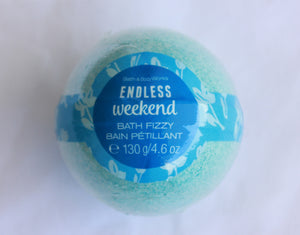 Bath & Body Works
ENDLESS
weekend
BATH FIZZY
BAIN PÉTILLANT
℮ 130 g/4.6 oz